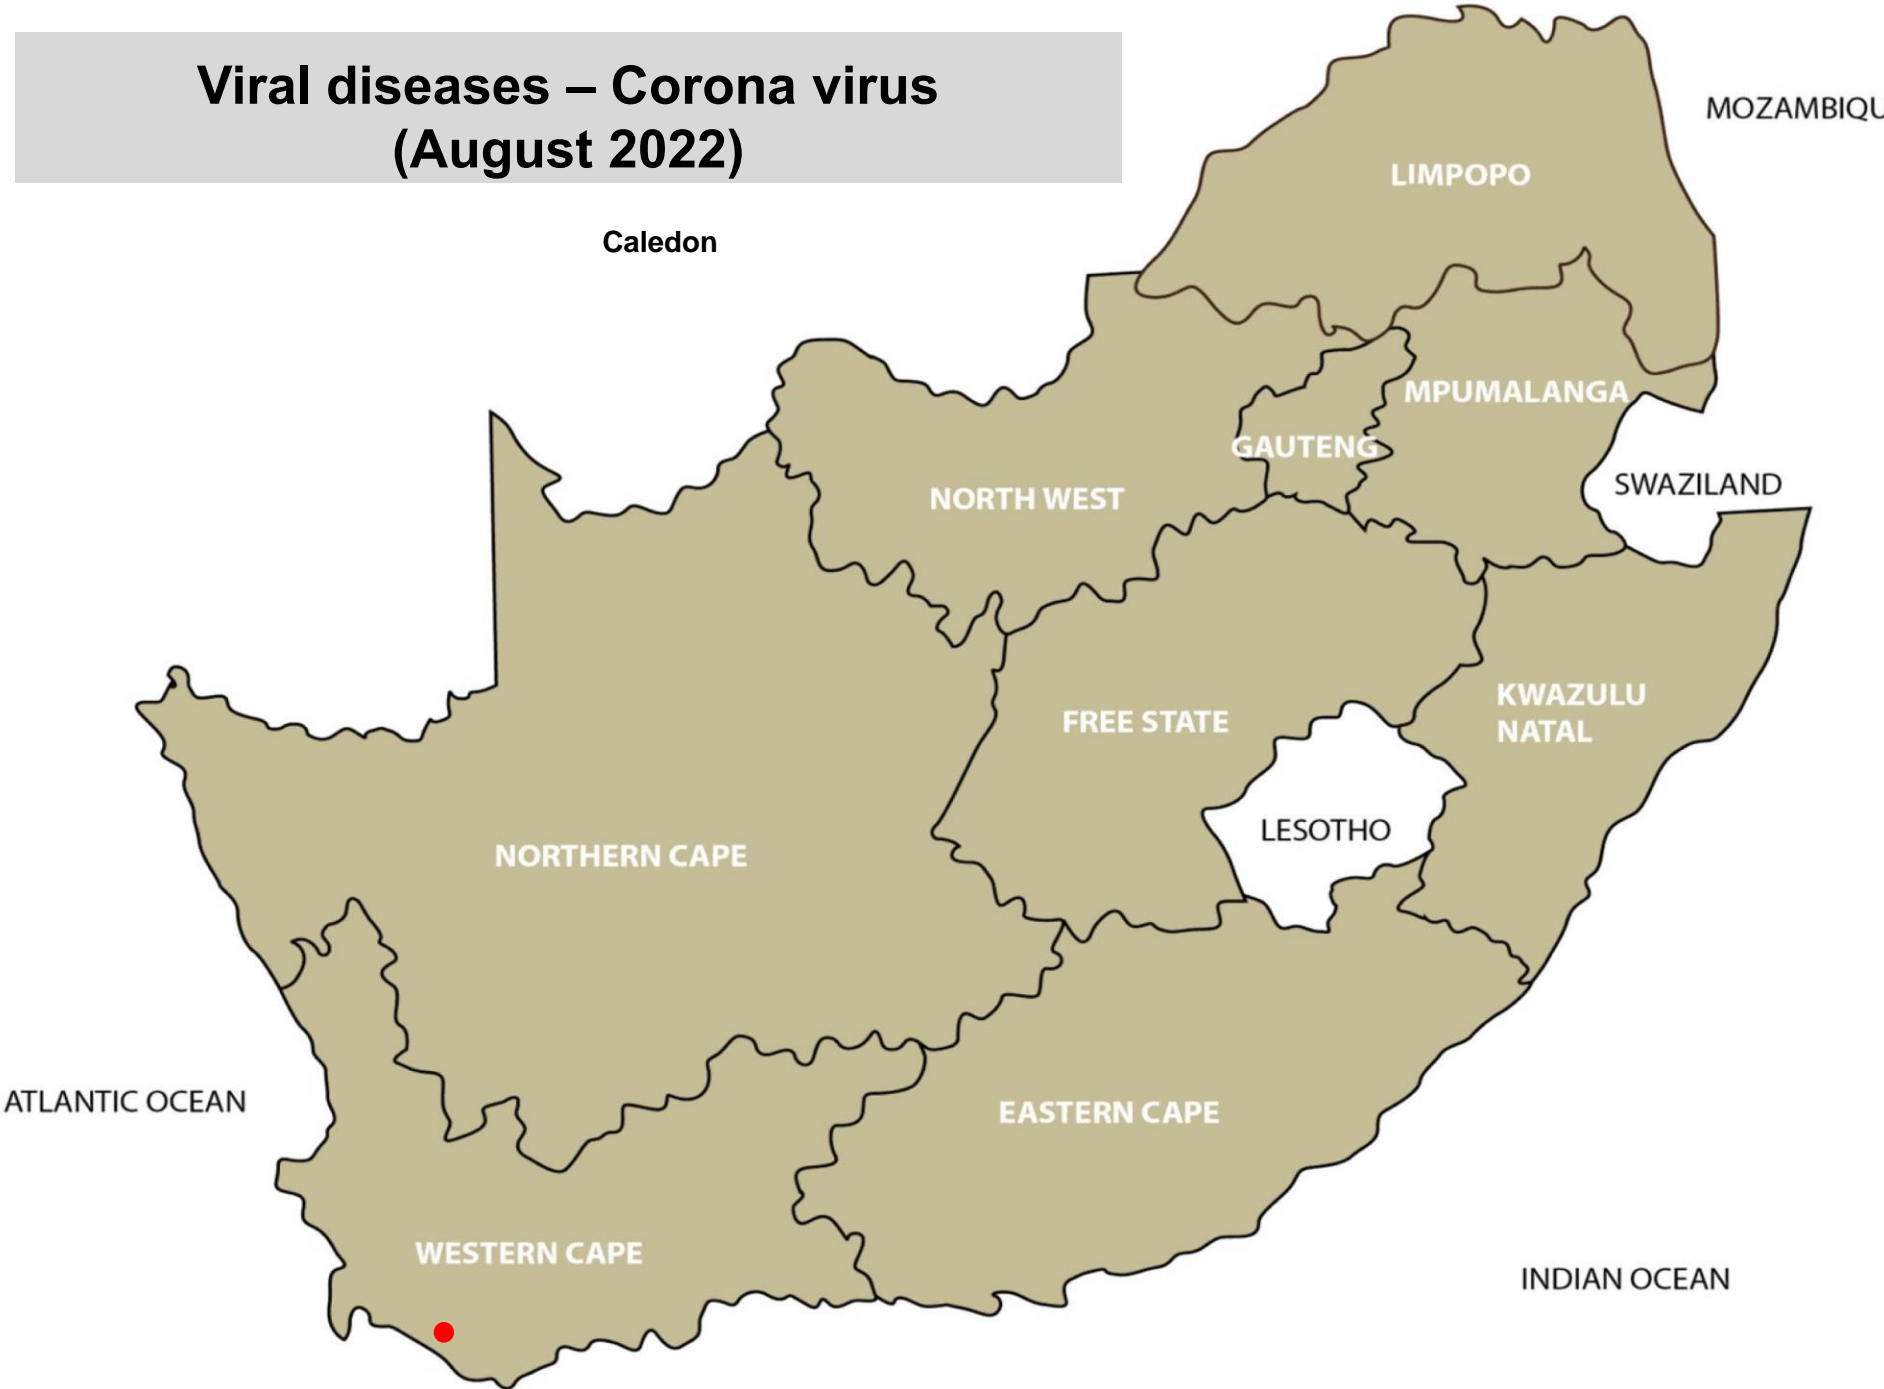 Viral diseases – Corona virus
(August 2022)
MOZAMBIQU
LIMPOPO
Caledon
MPUMALANGA
GAUTENG
SWAZILAND
NORTH WEST
KWAZULU
NATAL
FREE STATE
LESOTHO
NORTHERN CAPE
ATLANTIC OCEAN
EASTERN CAPE
WESTERN CAPE
INDIAN OCEAN